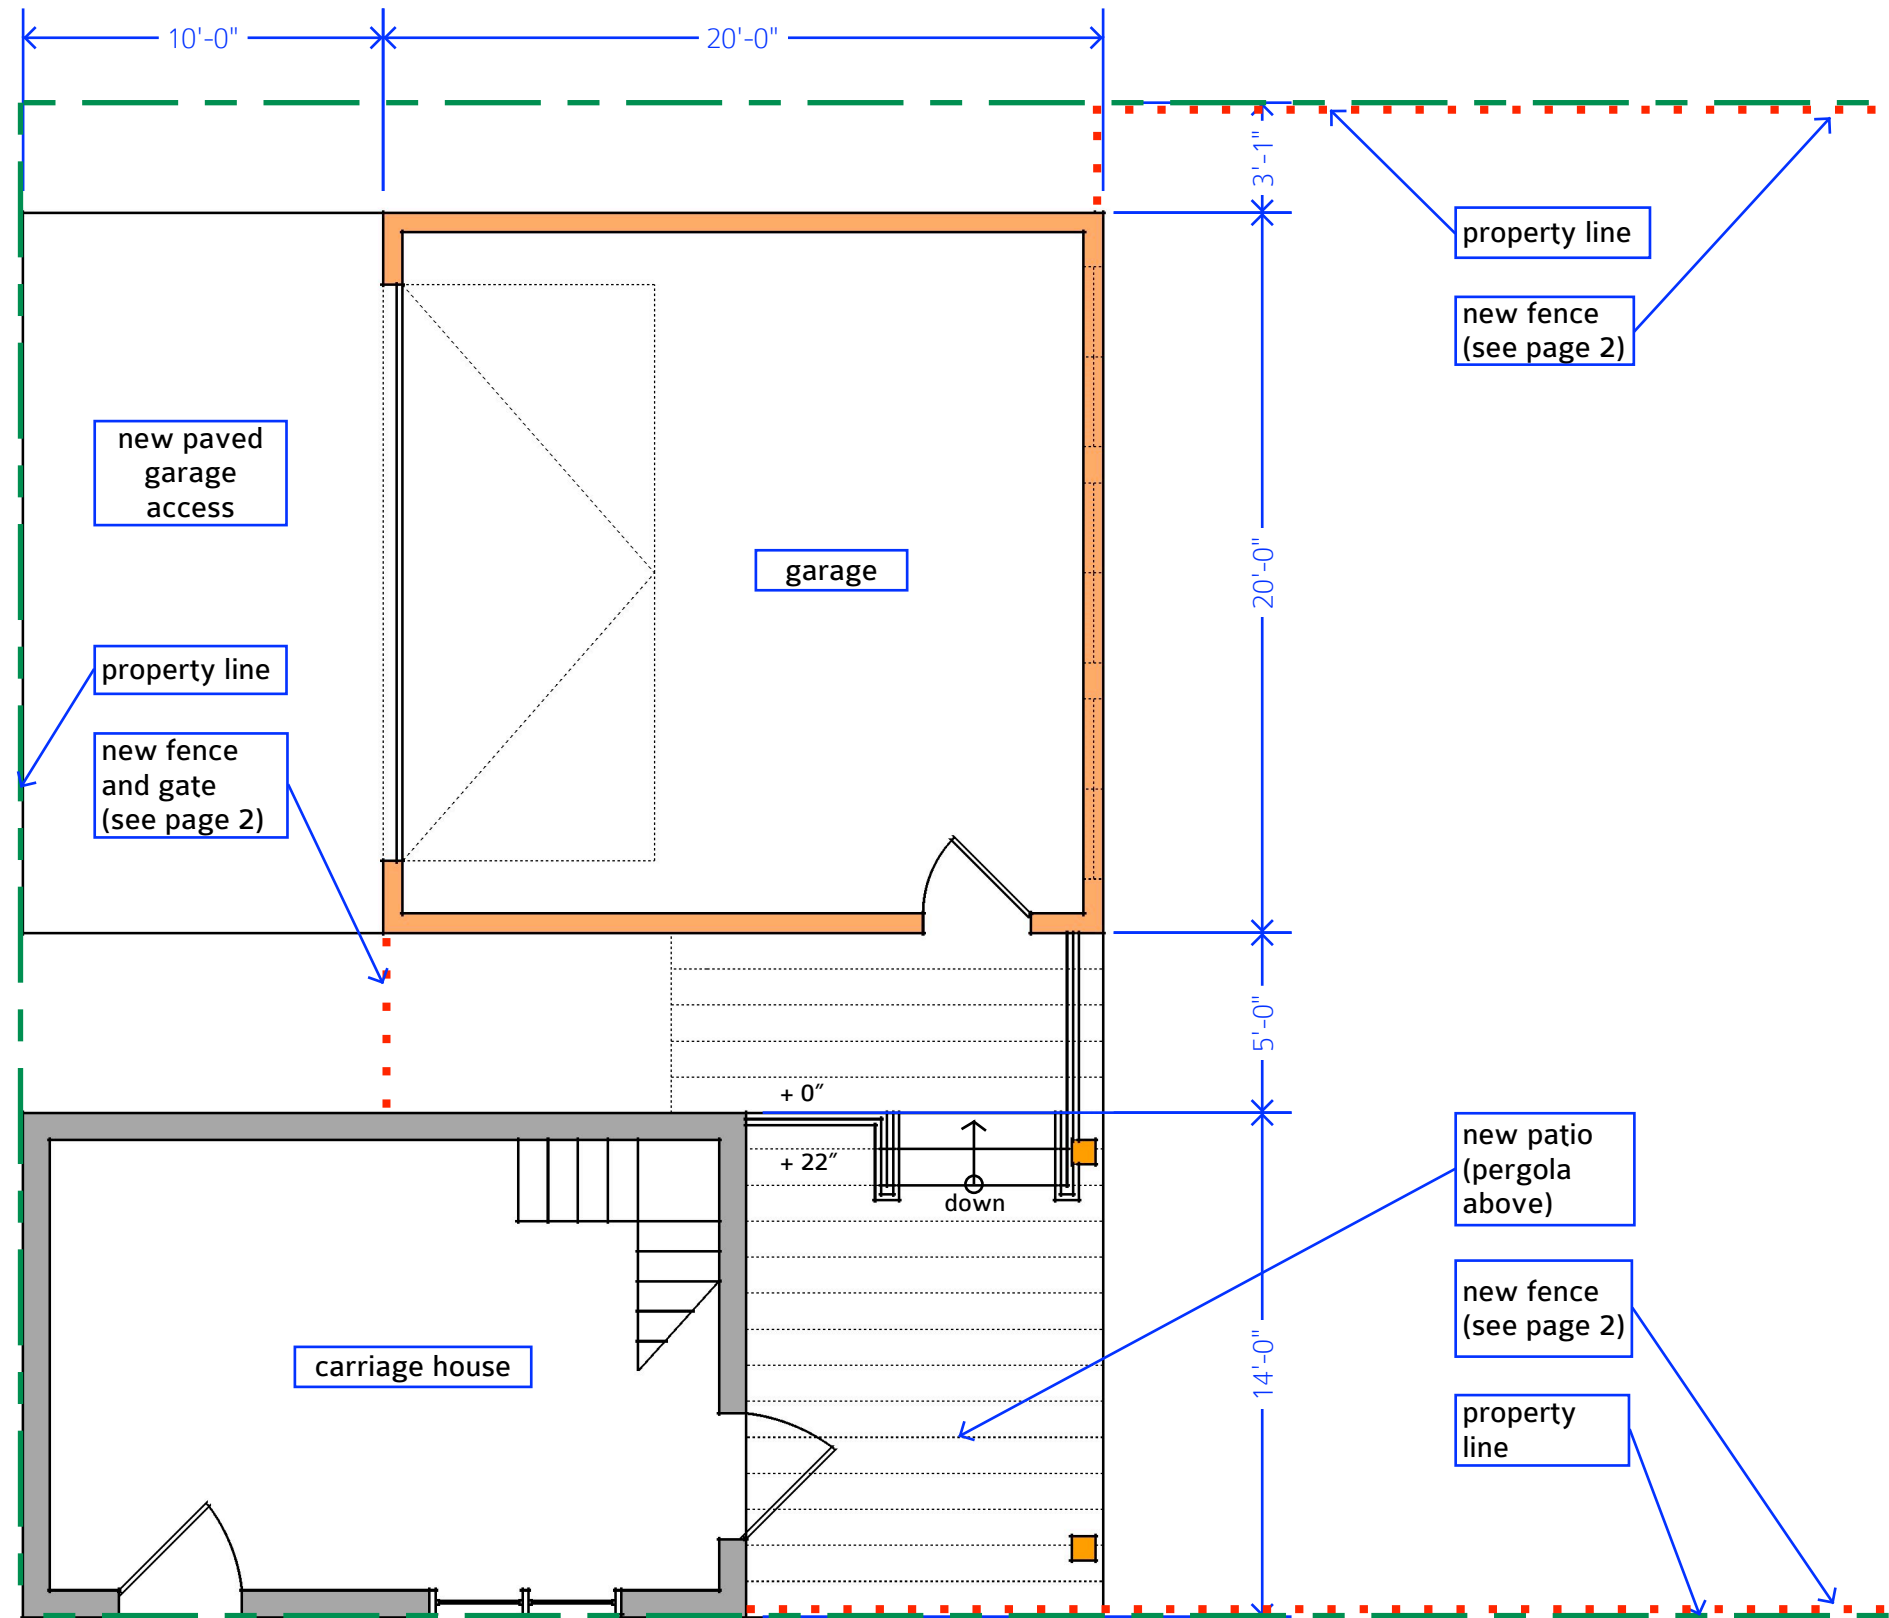 10'-0"
20'-0"
3'-1"
property line
new fence
(see page 2)
new paved
garage
access
garage
20'-0"
property line
new fence
and gate
(see page 2)
5'-0"
+ 0″
+ 22″
down
new patio
(pergola
above)
new fence
(see page 2)
carriage house
14'-0"
property
line